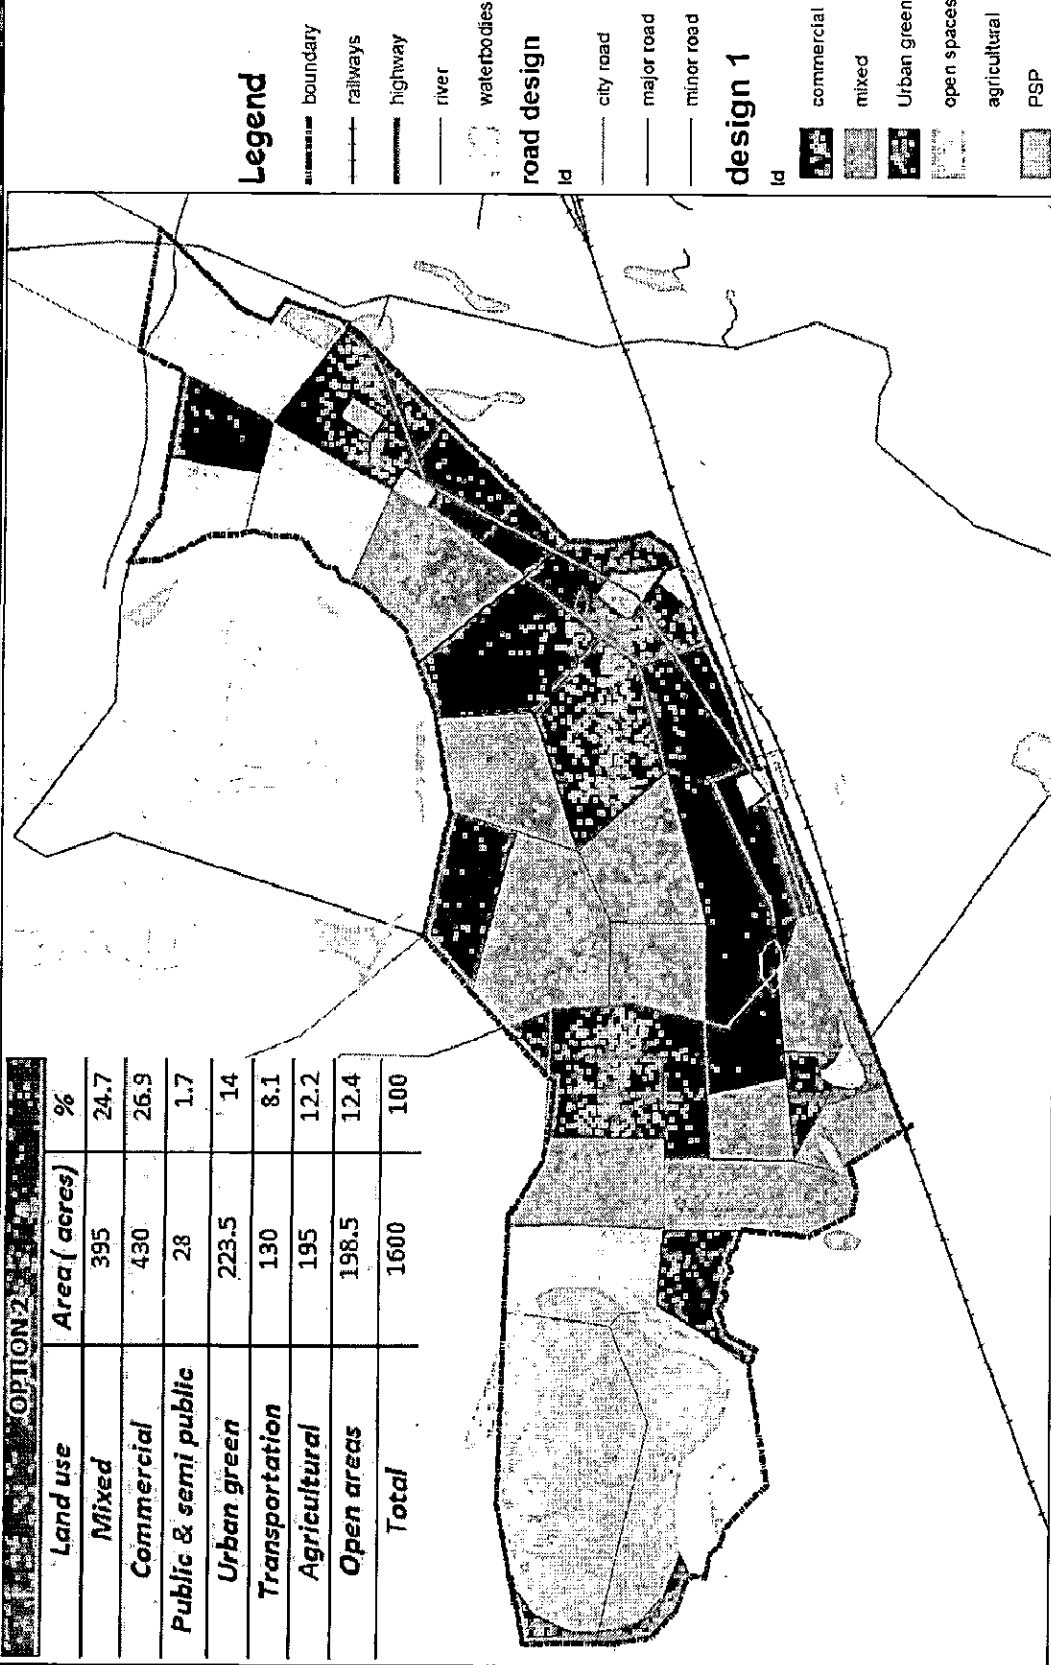 OPTION 2
Land use Area ( acres) %
Mixed 395 24.7
Commercial 430 26.9
Public & semi public 28 1.7
Urban green 223.5 14
Transportation 130 8.1
Agricultural 195 12.2
Open areas 198.5 12.4
Total 1600 100
Legend
boundary
railways
highway
river
waterbodies
road design
Id
city road
major road
minor road
design 1
Id
commercial
mixed
Urban green
open spaces
agricultural
PSP